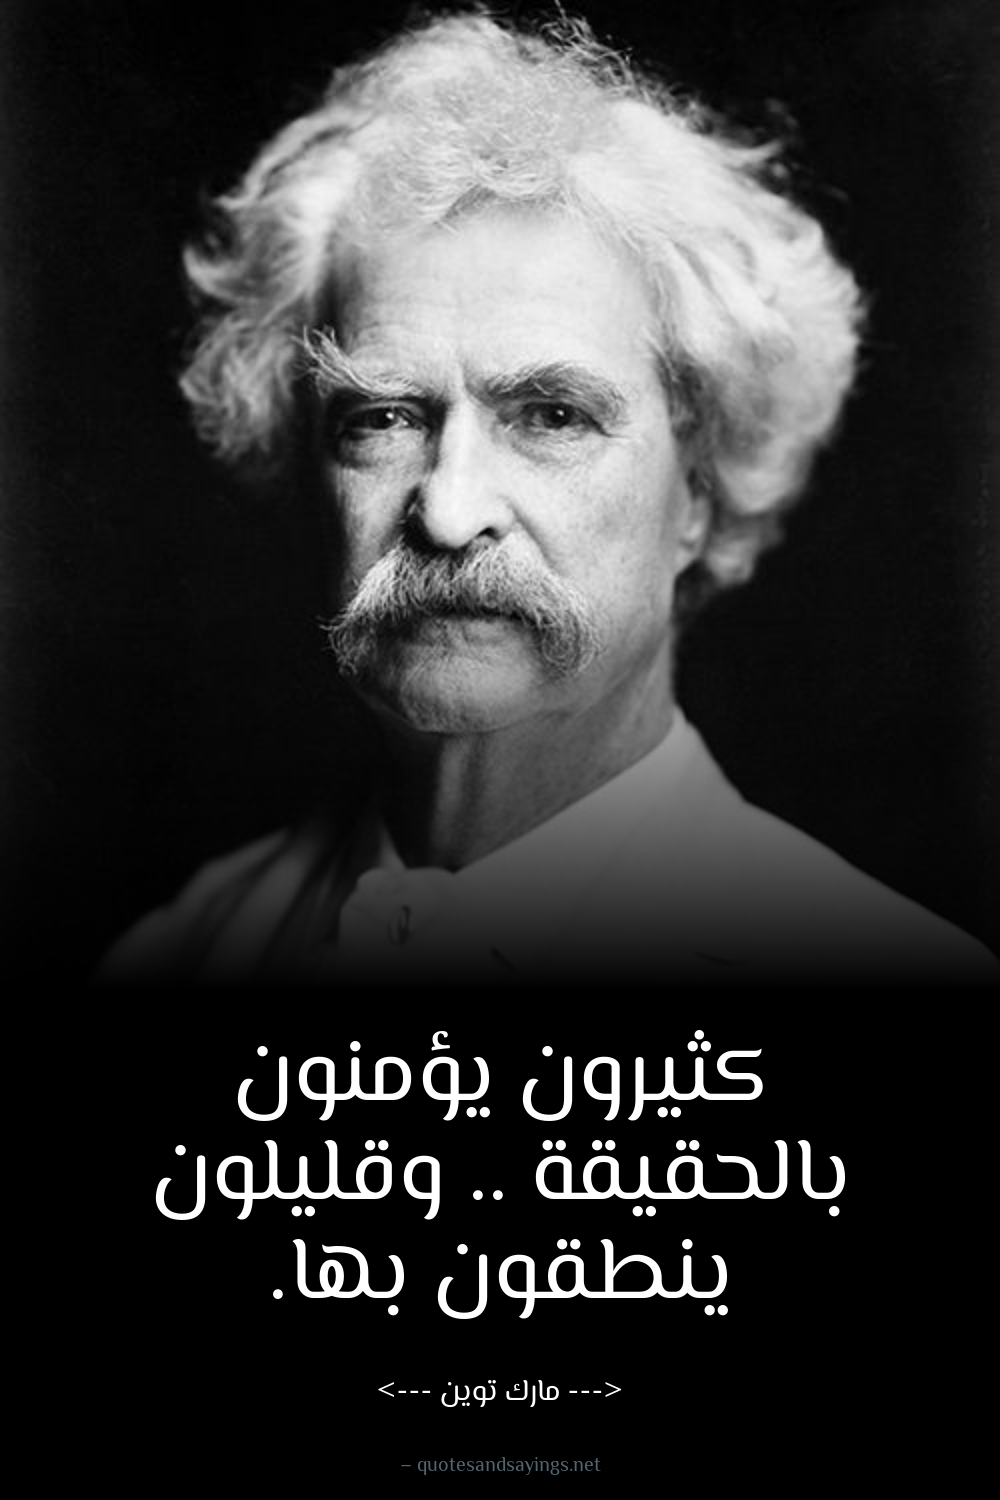 كثيرون يؤمنون
بالحقيقة .. وقليلون
ينطقون بها.
<--- مارك توين --->
– quotesandsayings.net